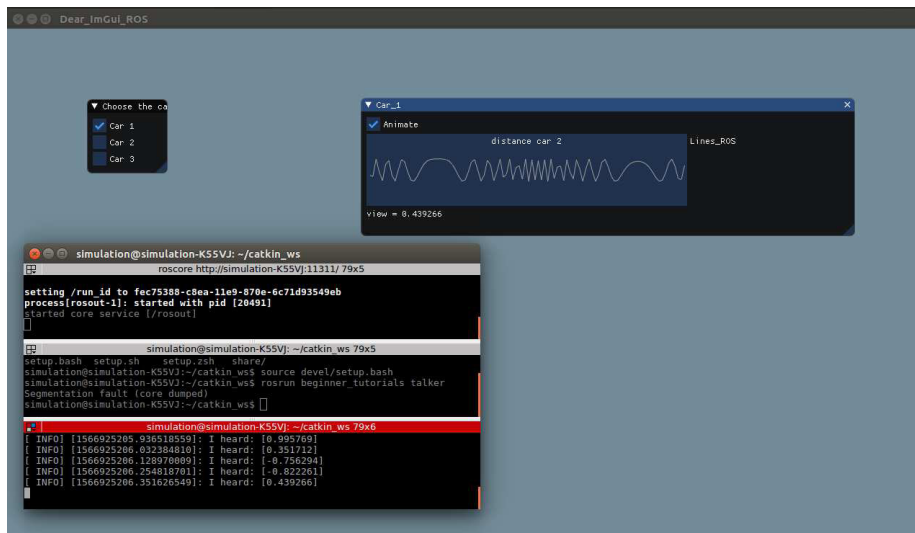 Dear_ImGui_ROS
Choose the ca
Car 1
Car 2
Car 3
Car_1
Animate
distance car 2
Lines_ROS
view = 0.439266
simulation@simulation-K55VJ: ~/catkin_ws
roscore http://simulation-K55VJ:11311/ 79x5
setting /run_id to fec75388-c8ea-11e9-870e-6c71d93549eb
process[rosout-1]: started with pid [20491]
started core service [/rosout]
simulation@simulation-K55VJ: ~/catkin_ws 79x5
setup.bash setup.sh setup.zsh share/
simulation@simulation-K55VJ:~/catkin_ws$ source devel/setup.bash
simulation@simulation-K55VJ:~/catkin_ws$ rosrun beginner_tutorials talker
Segmentation fault (core dumped)
simulation@simulation-K55VJ:~/catkin_ws$
simulation@simulation-K55VJ: ~/catkin_ws 79x6
[ INFO] [1566925205.936518559]: I heard: [0.995769]
[ INFO] [1566925206.032384810]: I heard: [0.351712]
[ INFO] [1566925206.128970009]: I heard: [-0.756294]
[ INFO] [1566925206.254818701]: I heard: [-0.822261]
[ INFO] [1566925206.351626549]: I heard: [0.439266]